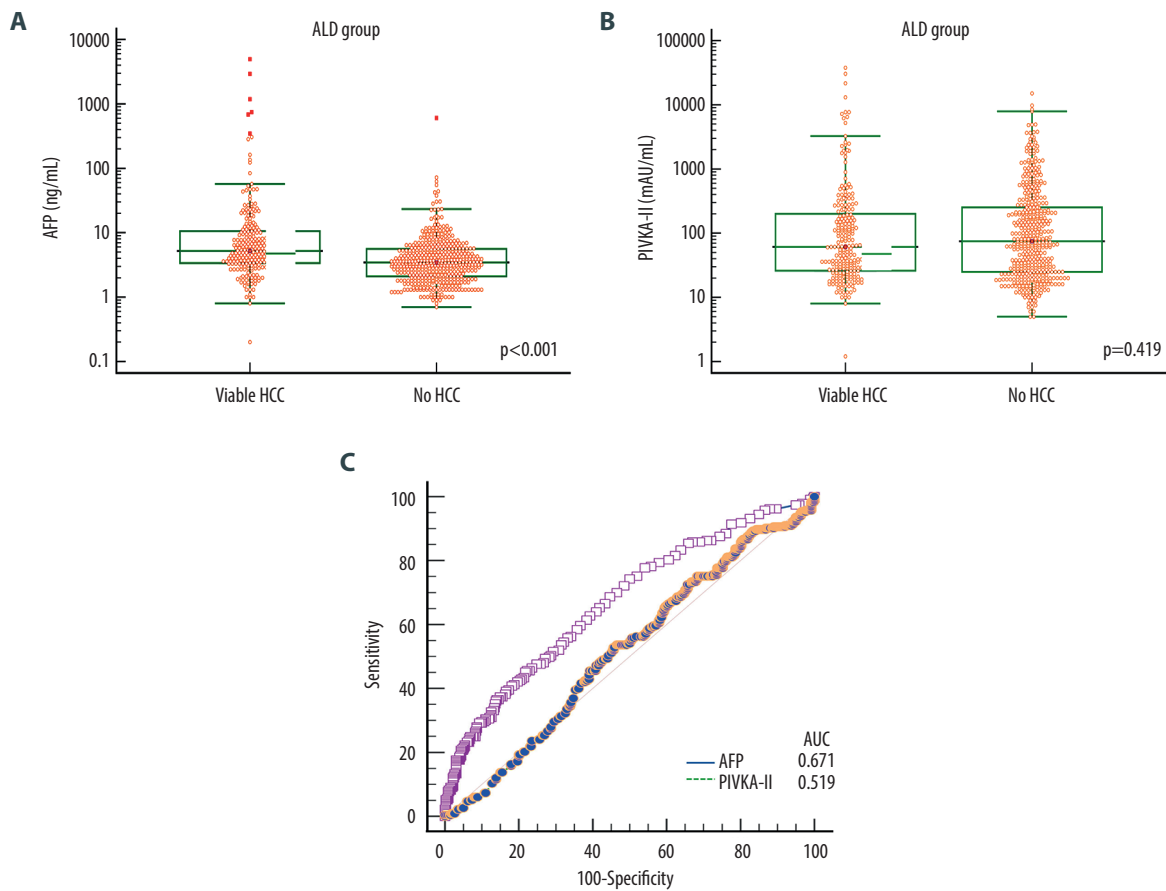 A
ALD group
10000
1000
100
10
1
0.1
AFP (ng/mL)
p<0.001
Viable HCC
No HCC
B
ALD group
100000
10000
1000
100
10
1
PIVKA-II (mAU/mL)
p=0.419
Viable HCC
No HCC
C
100
80
60
40
20
0
Sensitivity
AUC
AFP 0.671
PIVKA-II 0.519
0 20 40 60 80 100
100-Specificity